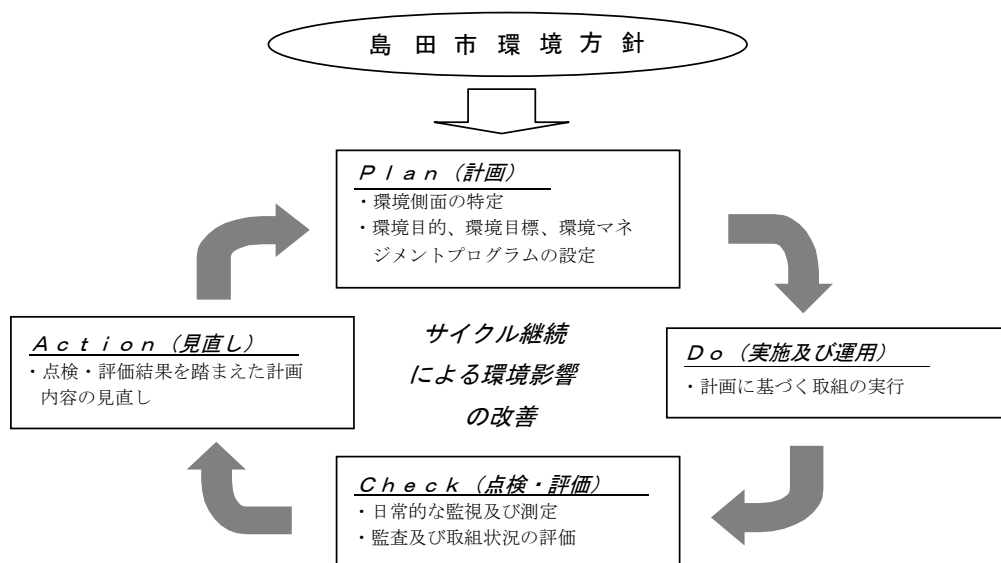 島田市環境方針
Plan（計画）
・環境側面の特定
・環境目的、環境目標、環境マネ
ジメントプログラムの設定
Action（見直し）
・点検・評価結果を踏まえた計画
内容の見直し
サイクル継続
による環境影響
の改善
Do（実施及び運用）
・計画に基づく取組の実行
Check（点検・評価）
・日常的な監視及び測定
・監査及び取組状況の評価